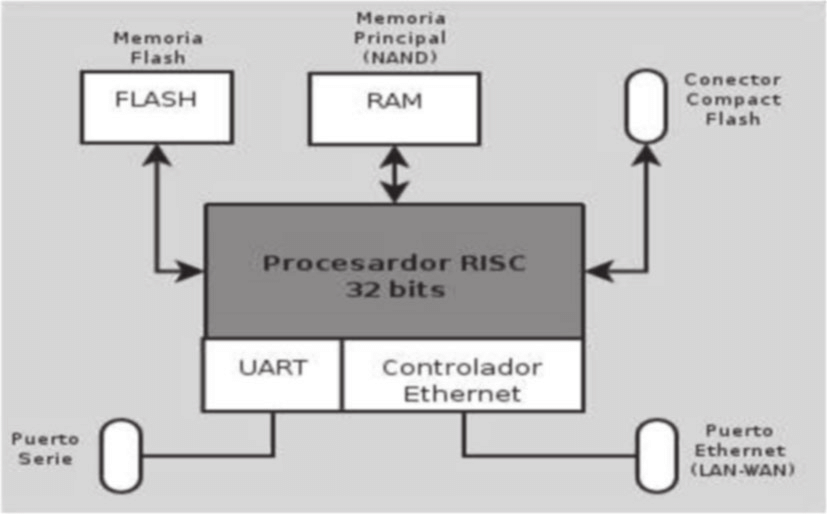 Memoria
Flash
FLASH
Memoria
Principal
(NAND)
RAM
Conector
Compact
Flash
Procesardor RISC
32 bits
UART
Controlador
Ethernet
Puerto
Serie
Puerto
Ethernet
(LAN-WAN)